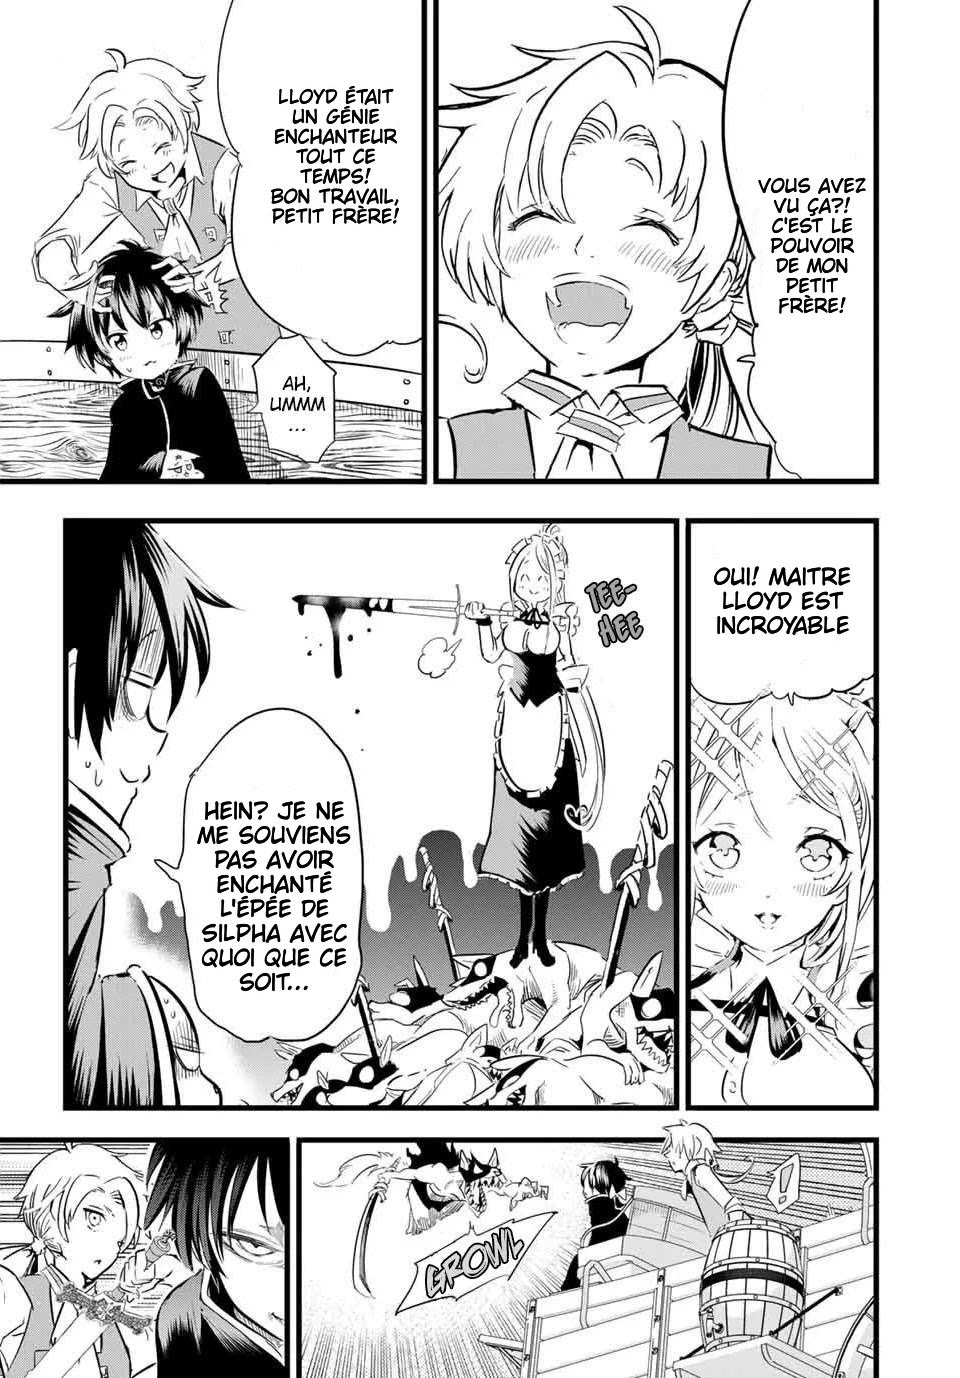 VOUS AVEZ
VU ÇA?!
C'EST LE
POUVOIR
DE MON
PETIT
FRÈRE!
LLOYD ÉTAIT
UN GÉNIE
ENCHANTEUR
TOUT CE
TEMPS!
BON TRAVAIL,
PETIT FRÈRE!
AH,
UMMM
...
OUI! MAITRE
LLOYD EST
INCROYABLE
TEE-
HEE
HEIN? JE NE
ME SOUVIENS
PAS AVOIR
ENCHANTÉ
L'ÉPÉE DE
SILPHA AVEC
QUOI QUE CE
SOIT...
!
GROWL